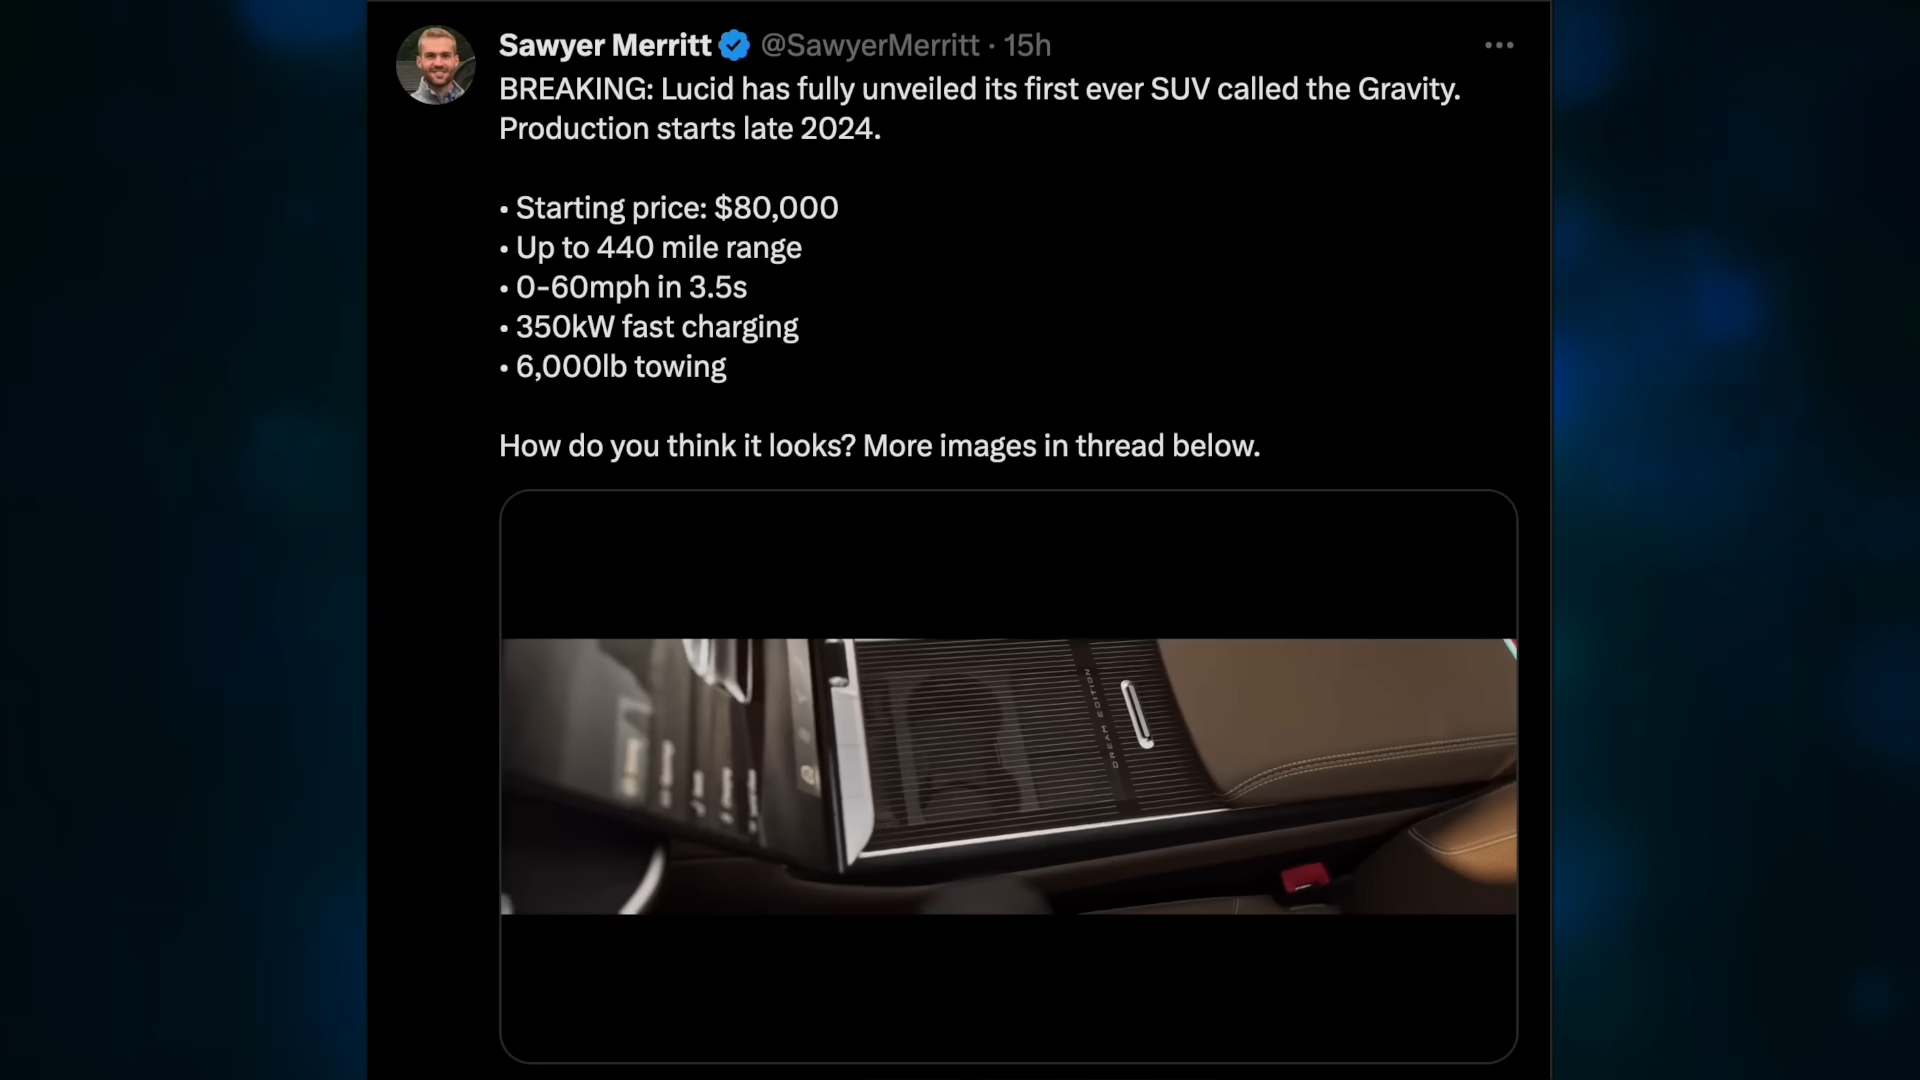 Sawyer Merritt @SawyerMerritt · 15h
BREAKING: Lucid has fully unveiled its first ever SUV called the Gravity.
Production starts late 2024.
• Starting price: $80,000
• Up to 440 mile range
• 0-60mph in 3.5s
• 350kW fast charging
• 6,000lb towing
How do you think it looks? More images in thread below.
DREAM EDITION